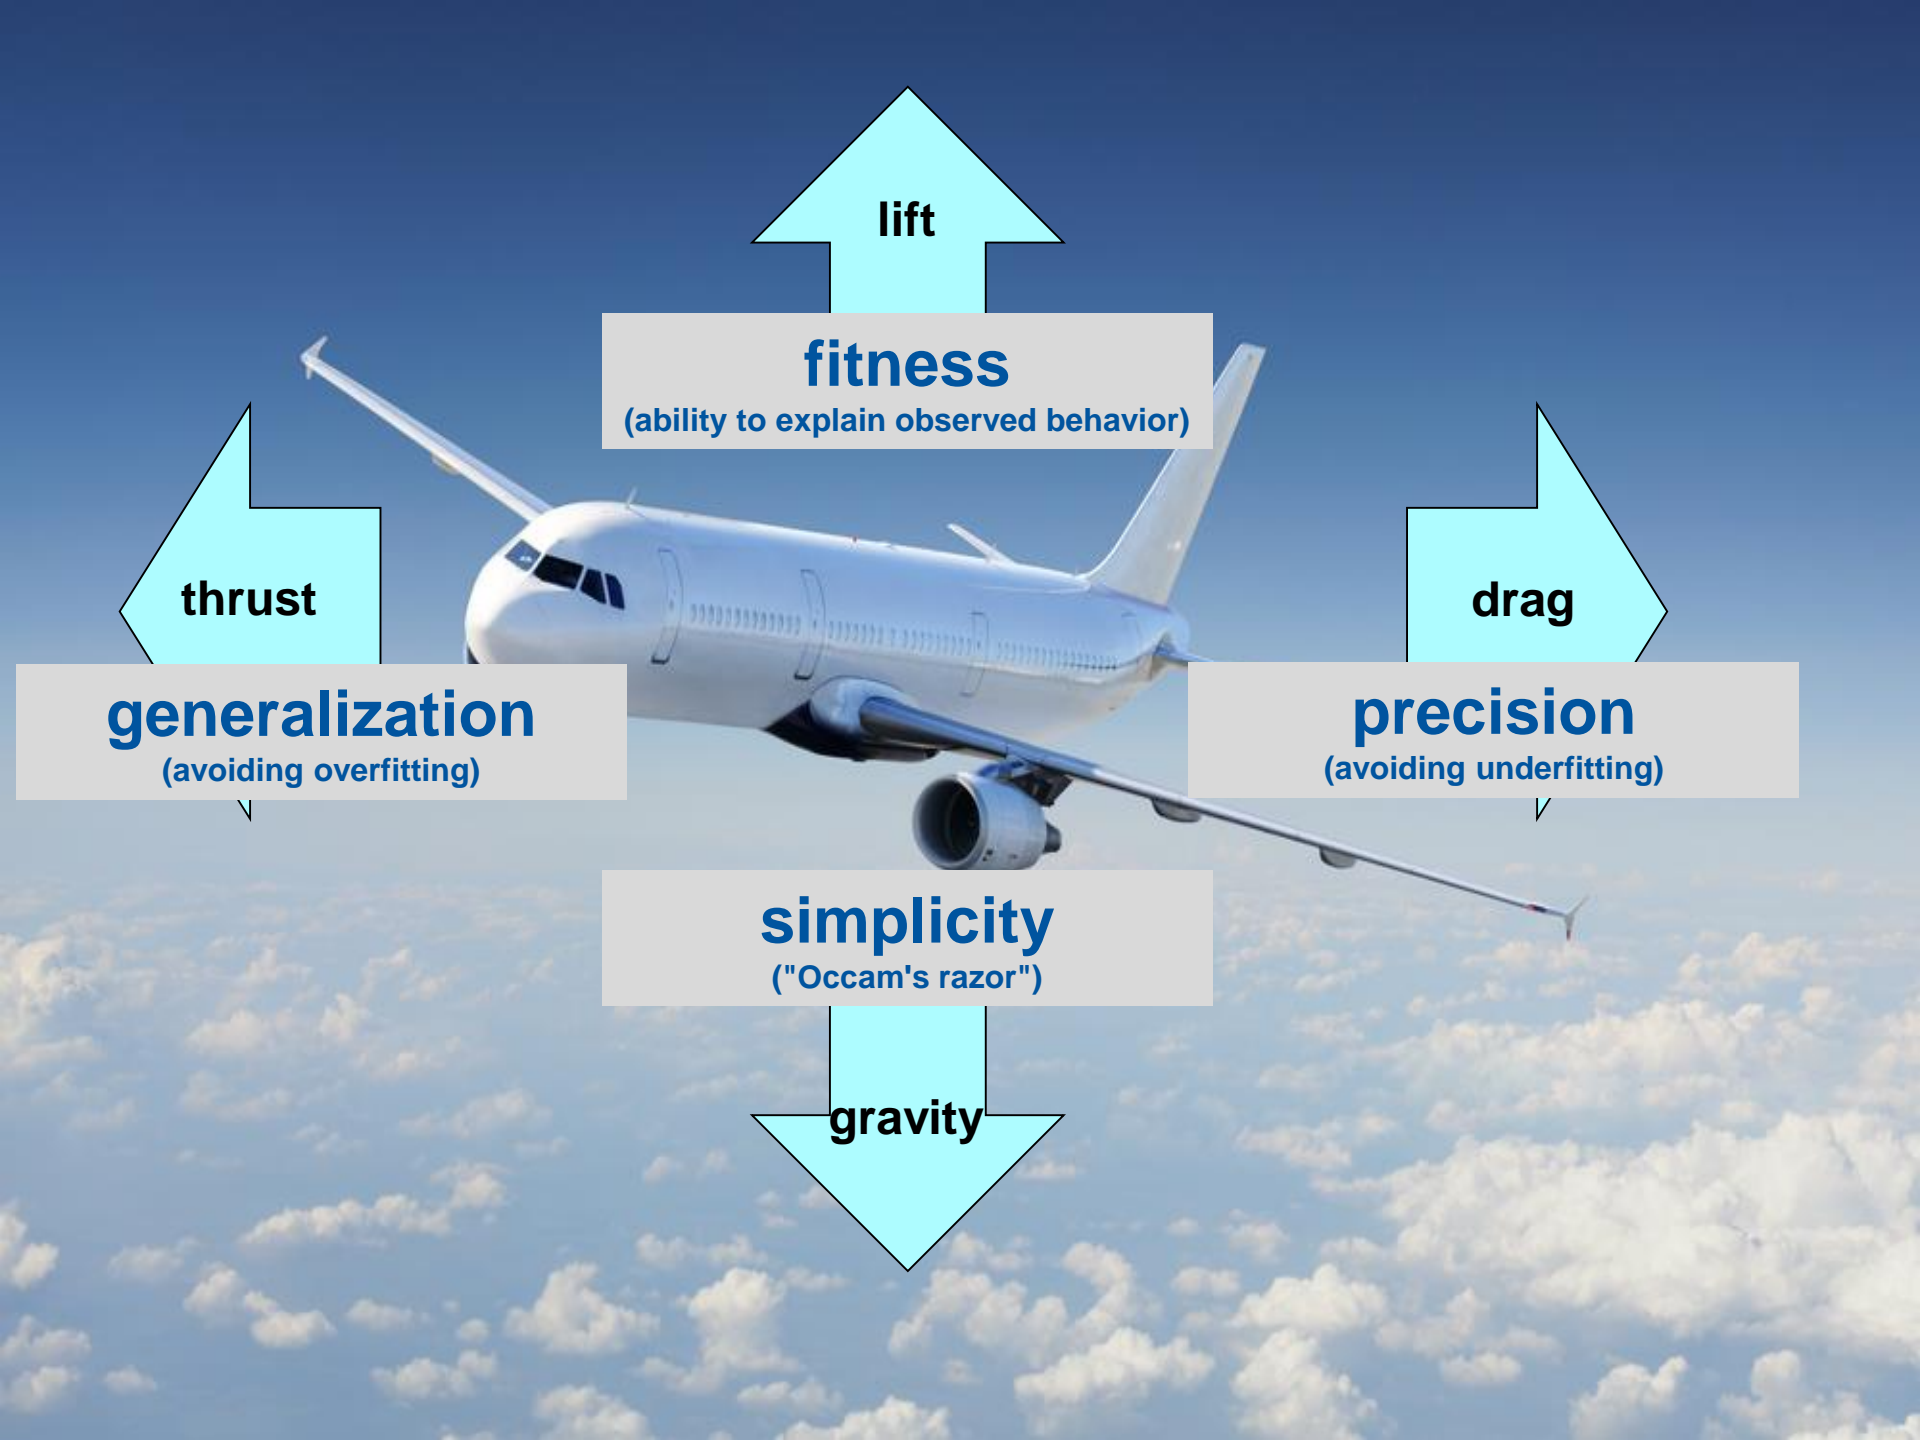 lift
fitness
(ability to explain observed behavior)
thrust
drag
generalization
(avoiding overfitting)
precision
(avoiding underfitting)
simplicity
("Occam's razor")
gravity